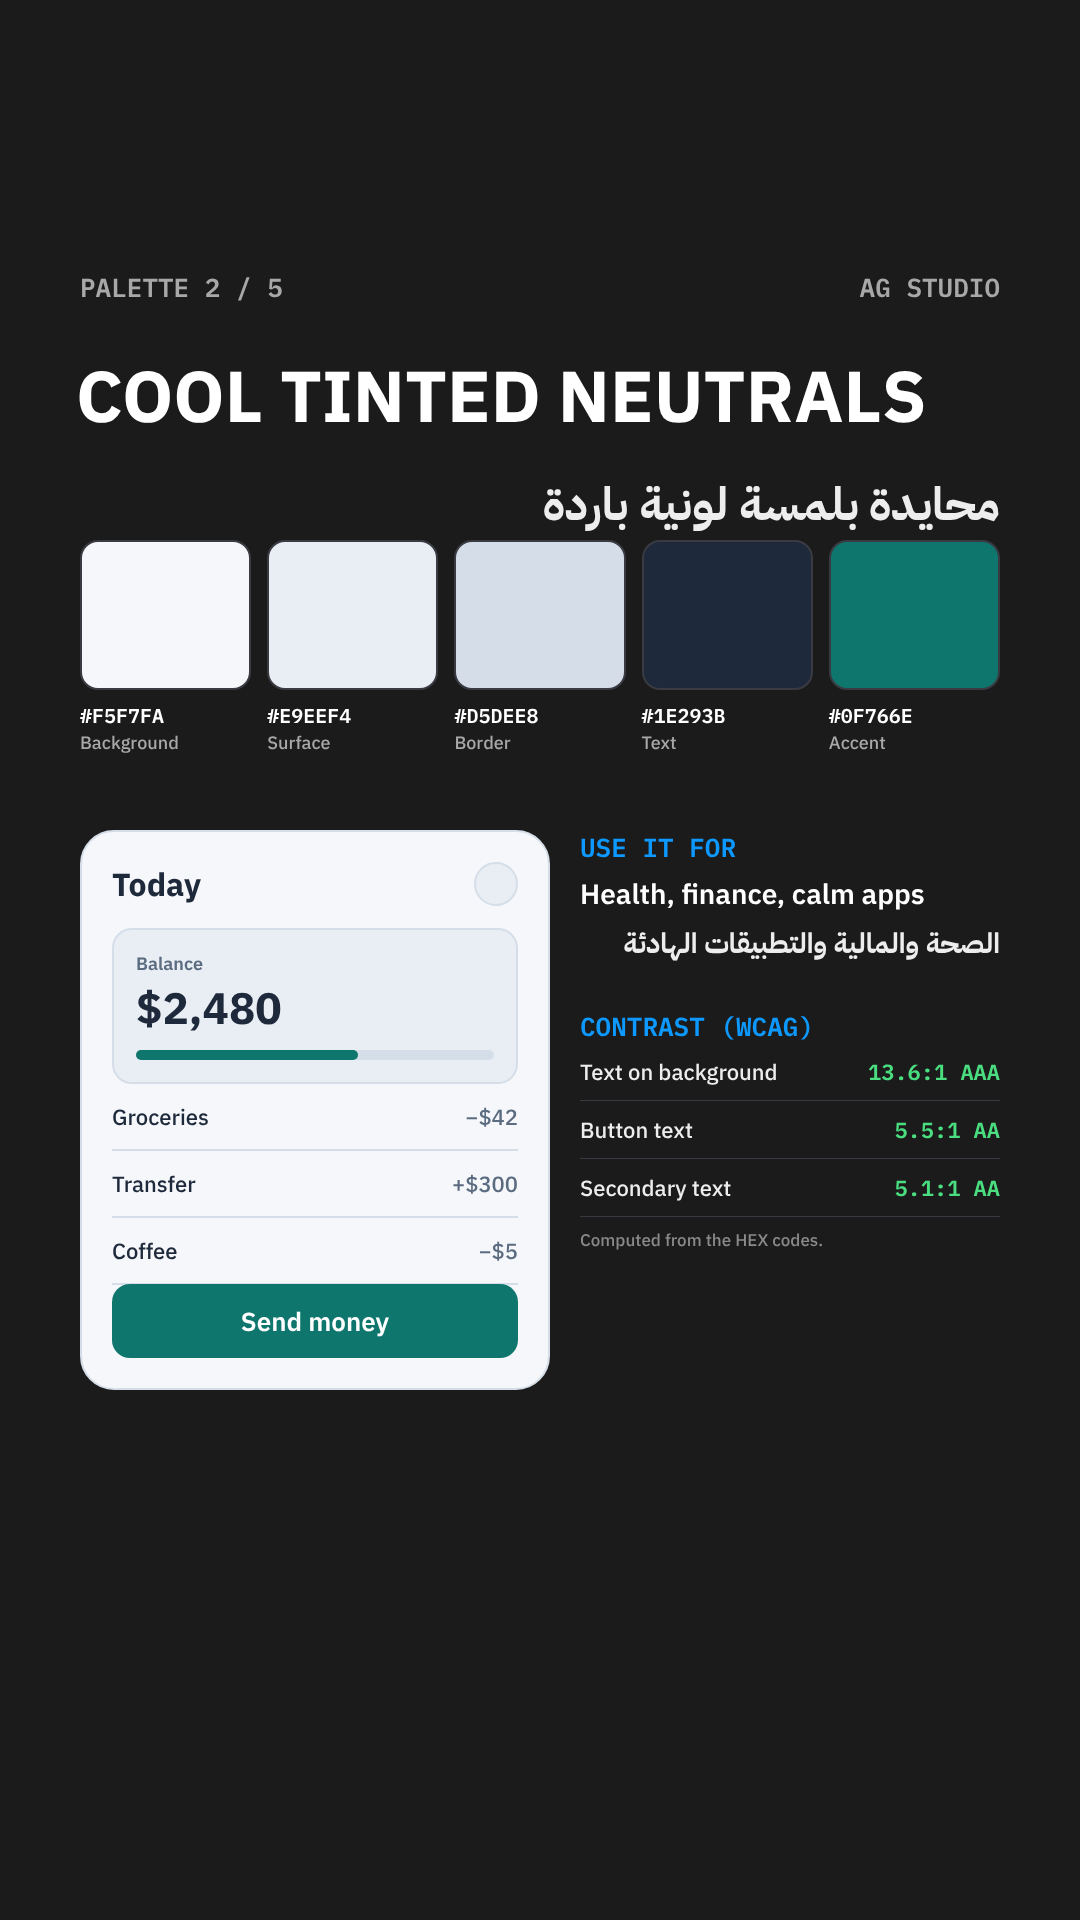 PALETTE 2 / 5
AG STUDIO
COOL TINTED NEUTRALS
محايدة بلمسة لونية باردة
#F5F7FA
Background
#E9EEF4
Surface
#D5DEE8
Border
#1E293B
Text
#0F766E
Accent
Today
Balance
$2,480
Groceries −$42
Transfer +$300
Coffee −$5
Send money
USE IT FOR
Health, finance, calm apps
الصحة والمالية والتطبيقات الهادئة
CONTRAST (WCAG)
Text on background 13.6:1 AAA
Button text 5.5:1 AA
Secondary text 5.1:1 AA
Computed from the HEX codes.